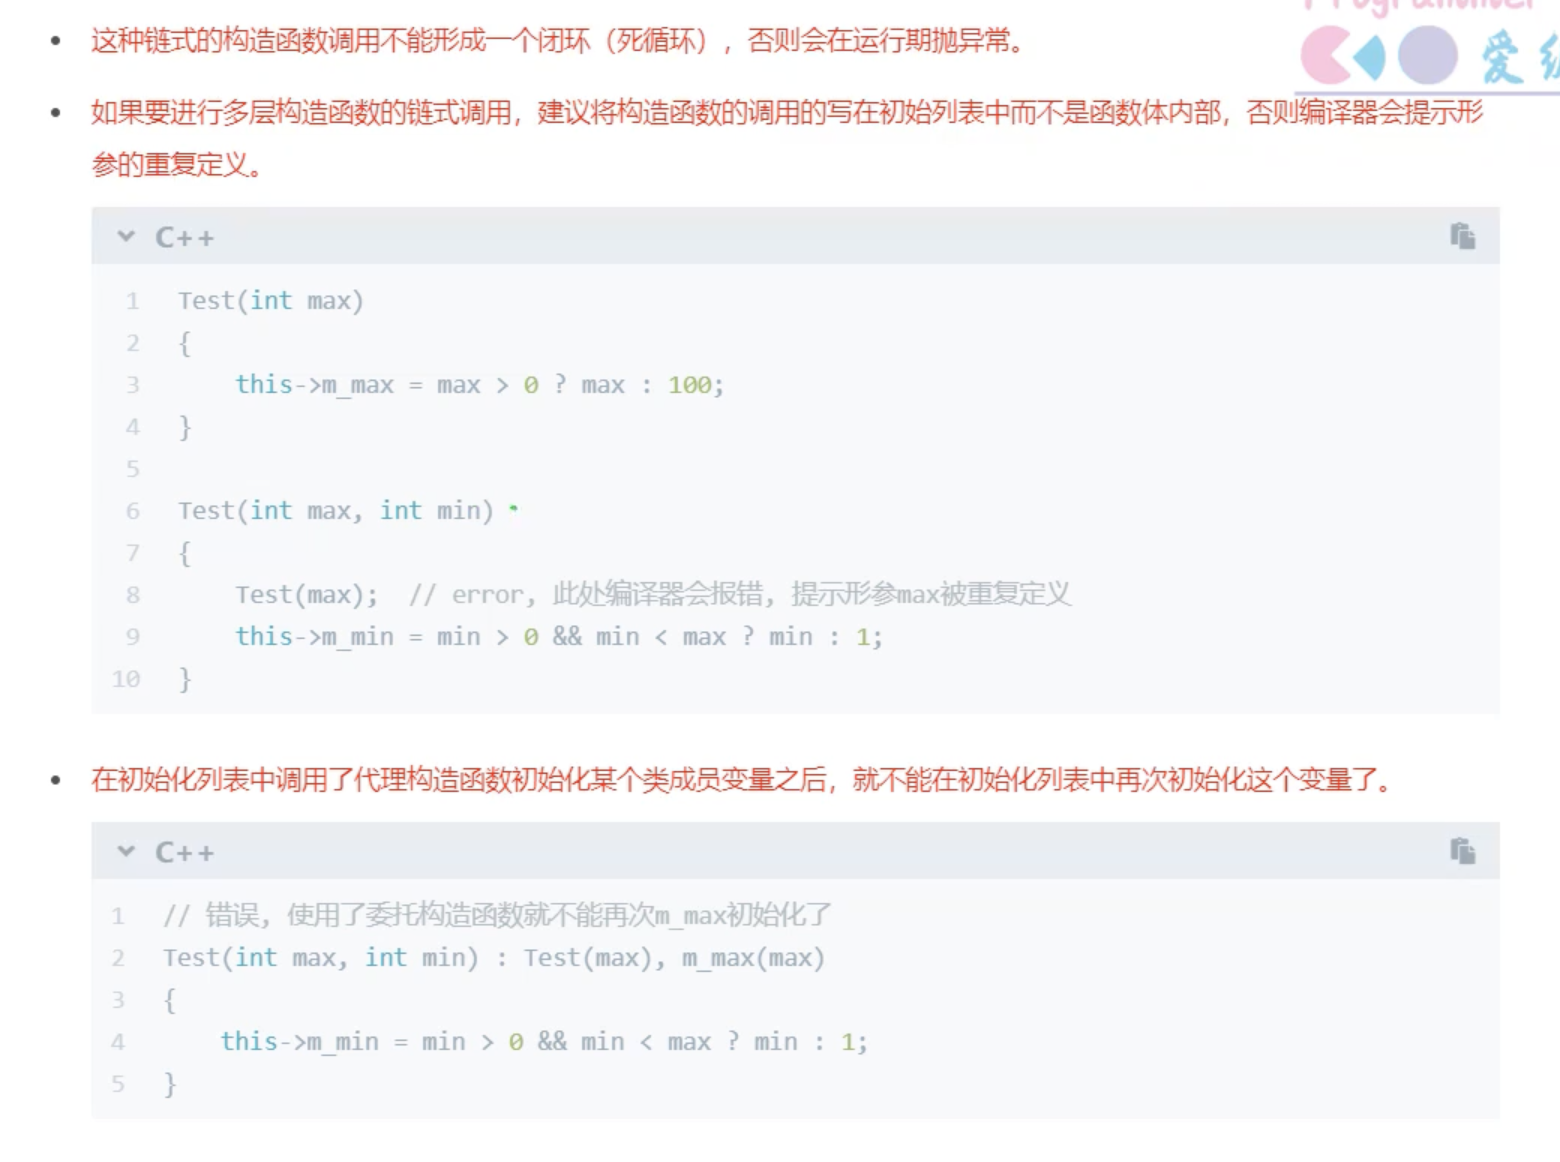 Programmer
爱
• 这种链式的构造函数调用不能形成一个闭环（死循环），否则会在运行期抛异常。
• 如果要进行多层构造函数的链式调用，建议将构造函数的调用的写在初始列表中而不是函数体内部，否则编译器会提示形
参的重复定义。
C++
1 Test(int max)
2 {
3 this->m_max = max > 0 ? max : 100;
4 }
5
6 Test(int max, int min)
7 {
8 Test(max); // error, 此处编译器会报错, 提示形参max被重复定义
9 this->m_min = min > 0 && min < max ? min : 1;
10 }
• 在初始化列表中调用了代理构造函数初始化某个类成员变量之后，就不能在初始化列表中再次初始化这个变量了。
C++
1 // 错误, 使用了委托构造函数就不能再次m_max初始化了
2 Test(int max, int min) : Test(max), m_max(max)
3 {
4 this->m_min = min > 0 && min < max ? min : 1;
5 }